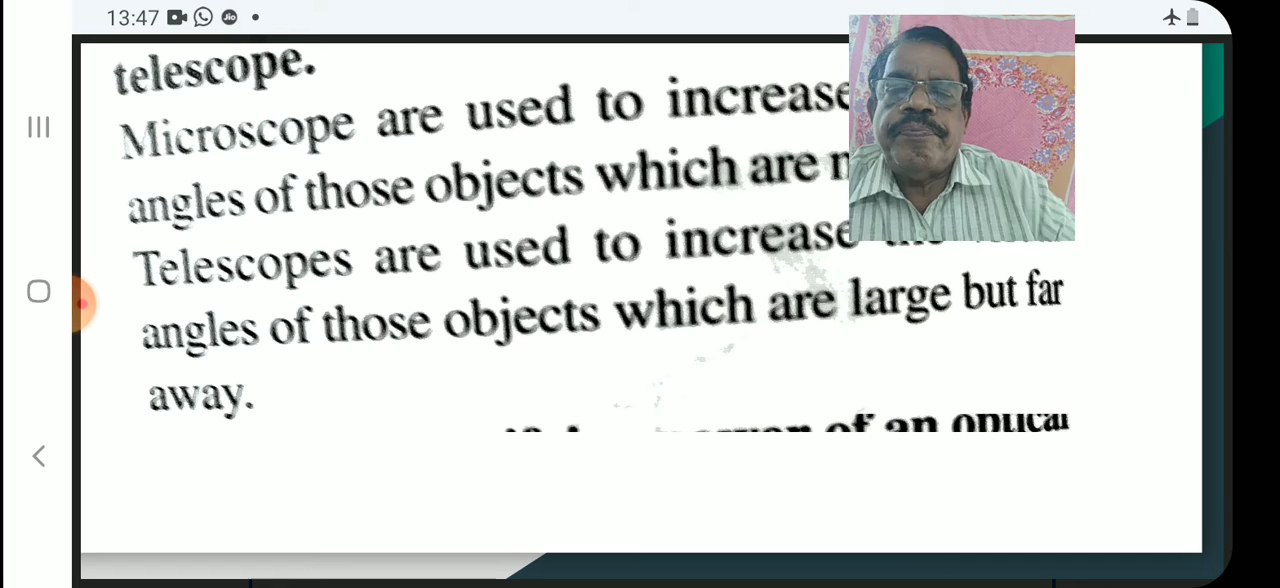 13:47
Jio
telescope.
Microscope are used to increase
angles of those objects which are
Telescopes are used to increase
angles of those objects which are large but far
away.
of an optical